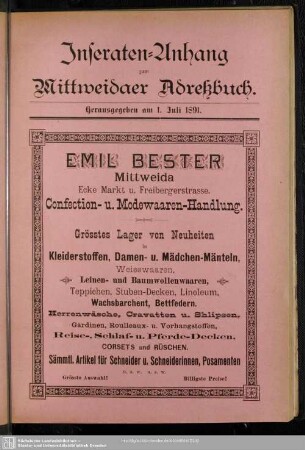 Inseraten-Anhang
zum
Mittweidaer Adreßbuch.
Herausgegeben am 1. Juli 1891.
EMIL BESTER
Mittweida
Ecke Markt u. Freibergerstrasse.
Confection- u. Modewaaren-Handlung.
Grösstes Lager von Neuheiten
in
Kleiderstoffen, Damen- u. Mädchen-Mänteln,
Weisswaaren,
Leinen- und Baumwollenwaaren,
Teppichen, Stuben-Decken, Linoleum,
Wachsbarchent, Bettfedern.
Herrenwäsche, Cravatten u. Shlipsen,
Gardinen, Rouleaux- u. Vorhangstoffen,
Reise-, Schlaf- u. Pferde-Decken,
CORSETS und RÜSCHEN.
Sämmtl. Artikel für Schneider u. Schneiderinnen, Posamenten
u. s. w. u. s. w.
Grösste Auswahl! Billigste Preise!